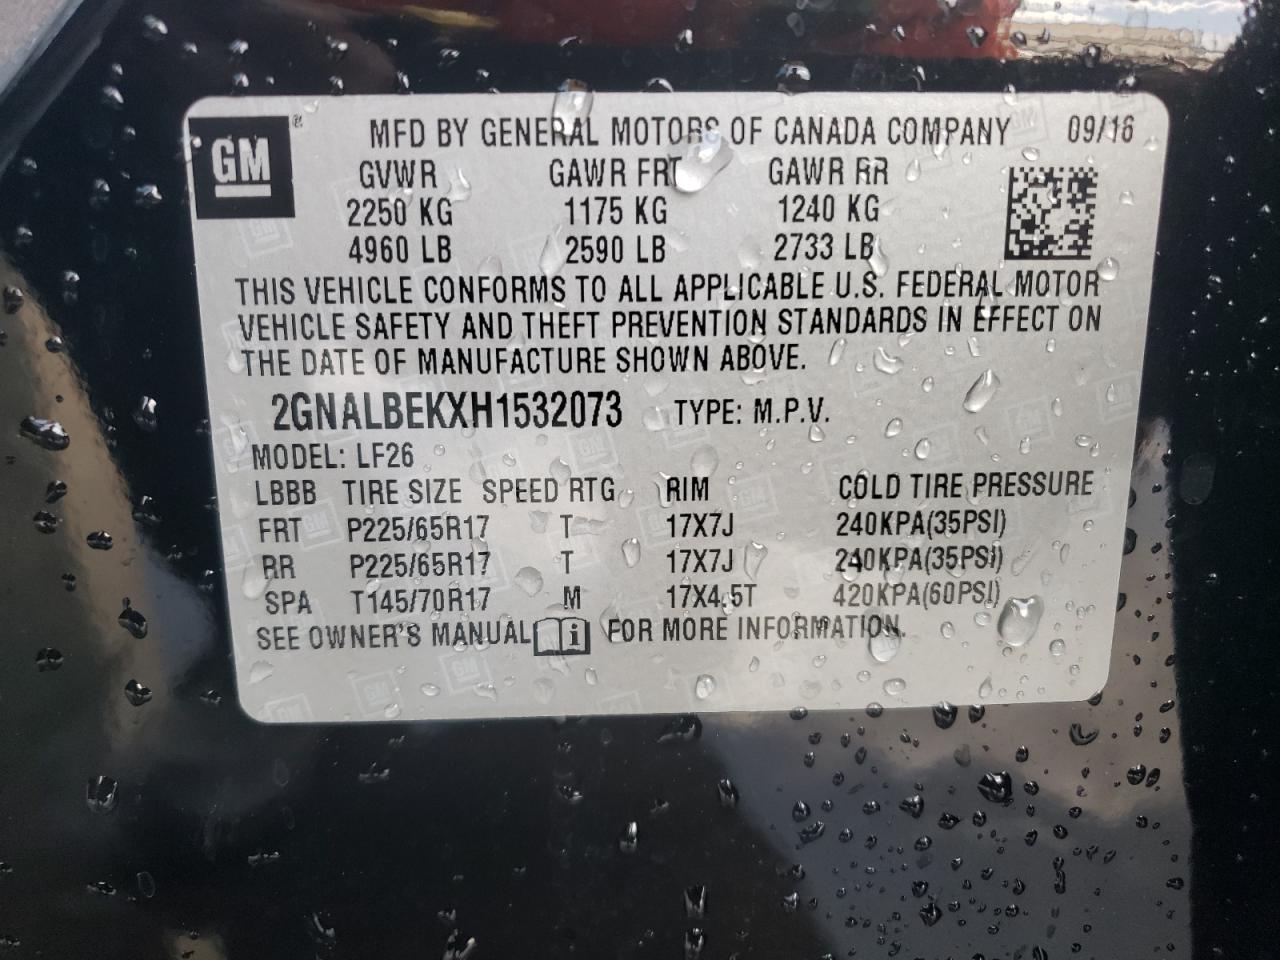 GM® MFD BY GENERAL MOTORS OF CANADA COMPANY 09/16
GVWR GAWR FRT GAWR RR
2250 KG 1175 KG 1240 KG
4960 LB 2590 LB 2733 LB
THIS VEHICLE CONFORMS TO ALL APPLICABLE U.S. FEDERAL MOTOR
VEHICLE SAFETY AND THEFT PREVENTION STANDARDS IN EFFECT ON
THE DATE OF MANUFACTURE SHOWN ABOVE.
2GNALBEKXH1532073 TYPE: M.P.V.
MODEL: LF26
LBBB TIRE SIZE SPEED RTG RIM COLD TIRE PRESSURE
FRT P225/65R17 T 17X7J 240KPA(35PSI)
RR P225/65R17 T 17X7J 240KPA(35PSI)
SPA T145/70R17 M 17X4.5T 420KPA(60PSI)
SEE OWNER'S MANUAL i FOR MORE INFORMATION.